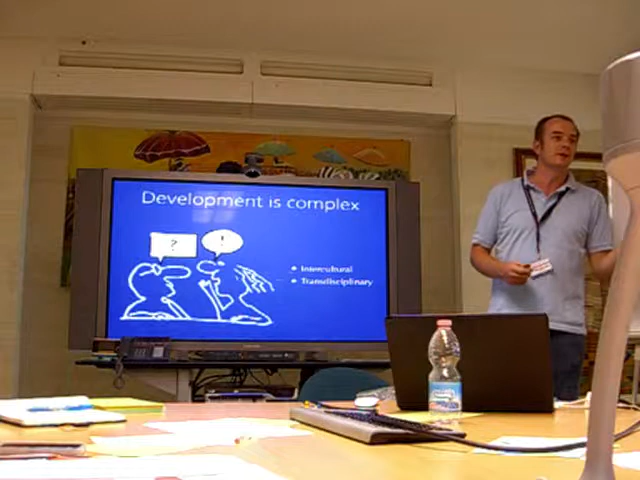 Development is complex
?
!
• Intercultural
• Transdisciplinary